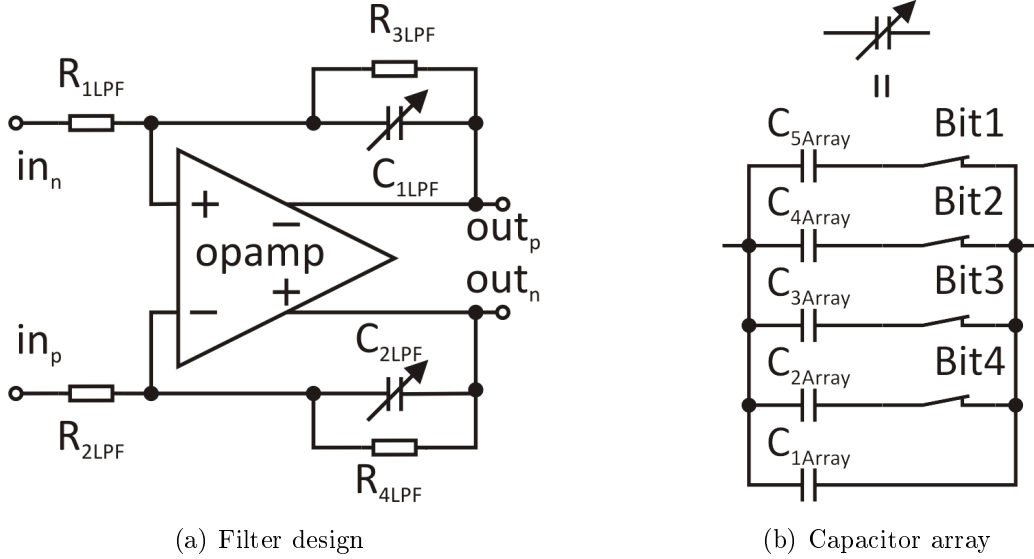 R3LPF
R1LPF
inn
C1LPF
+
−
outp
opamp
outn
+
−
inp
C2LPF
R2LPF
R4LPF
(a) Filter design
=
C5Array Bit1
C4Array Bit2
C3Array Bit3
C2Array Bit4
C1Array
(b) Capacitor array